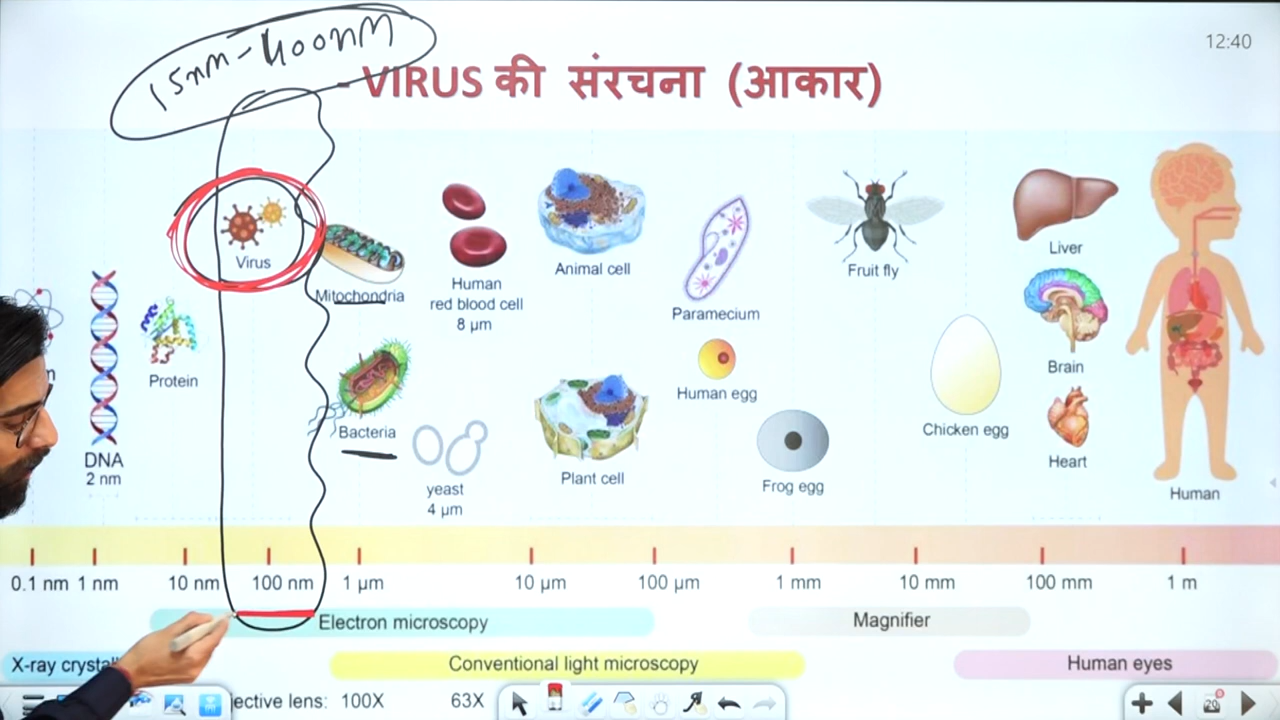 15nm-400nm
12:40
- VIRUS की संरचना (आकार)
Virus
Mitochondria
Human
red blood cell
8 µm
Animal cell
Paramecium
Fruit fly
Liver
DNA
2 nm
Protein
Bacteria
yeast
4 µm
Plant cell
Human egg
Frog egg
Chicken egg
Brain
Heart
Human
0.1 nm 1 nm 10 nm 100 nm 1 µm 10 µm 100 µm 1 mm 10 mm 100 mm 1 m
Electron microscopy
Magnifier
X-ray
Conventional light microscopy
Human eyes
lens: 100X 63X
20